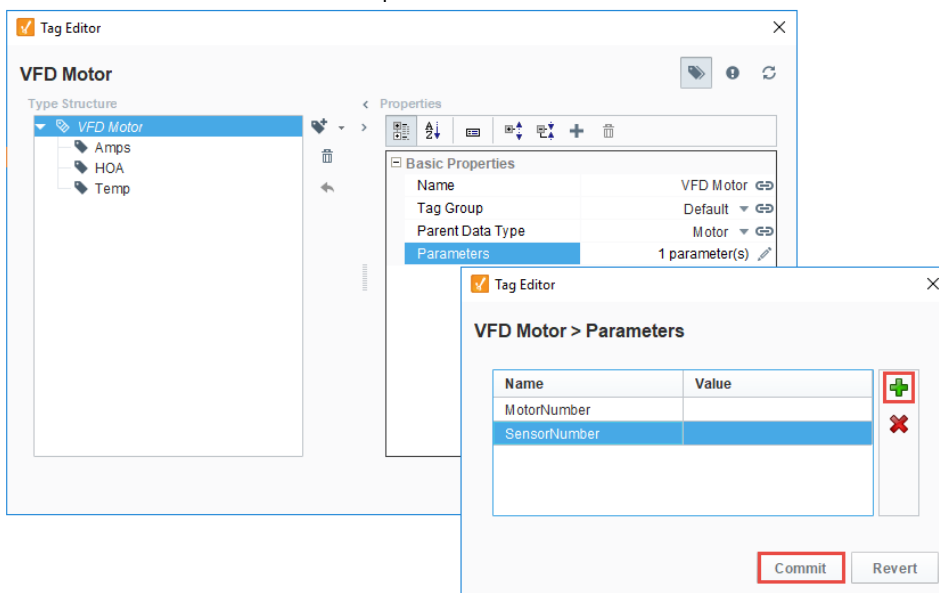 Tag Editor
VFD Motor
Type Structure
Properties
VFD Motor
Amps
HOA
Temp
Basic Properties
Name VFD Motor
Tag Group Default
Parent Data Type Motor
Parameters 1 parameter(s)
Tag Editor
VFD Motor > Parameters
Name Value
MotorNumber
SensorNumber
Commit Revert